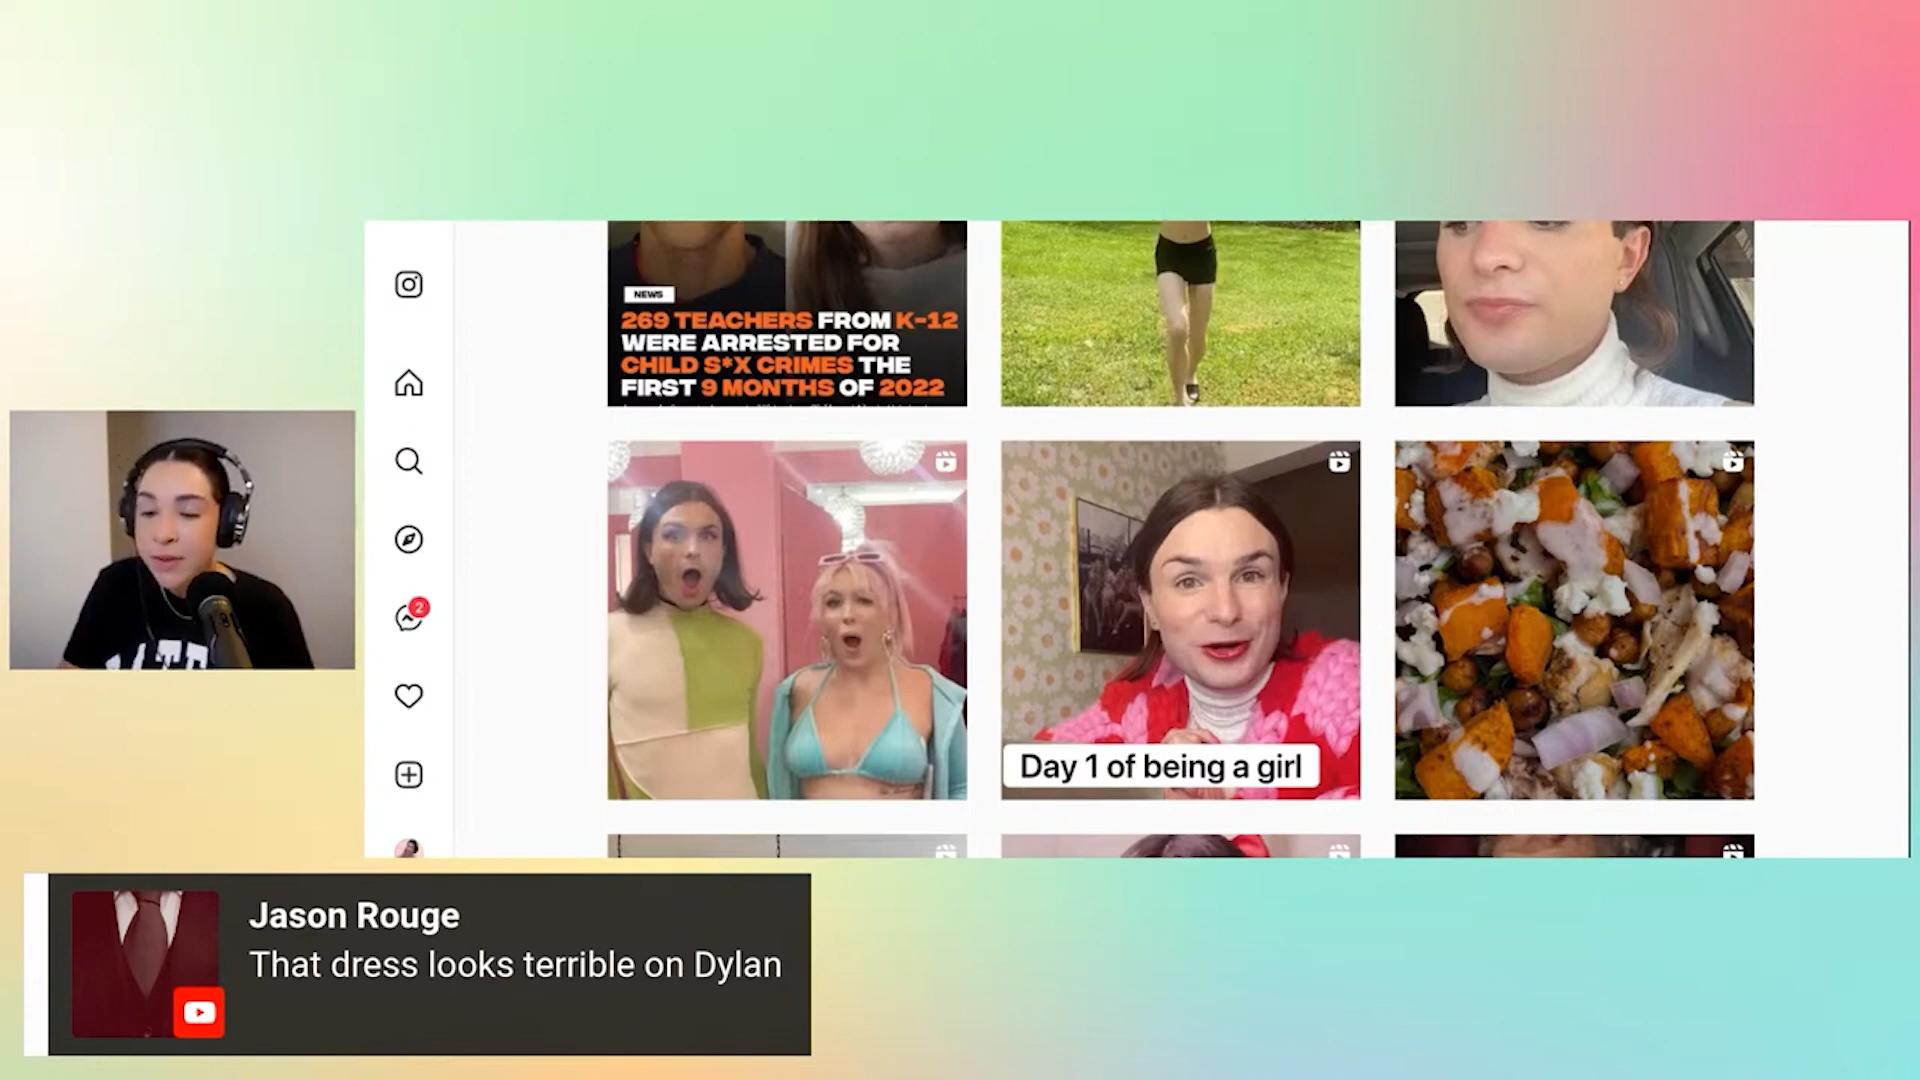 NEWS
269 TEACHERS FROM K-12
WERE ARRESTED FOR
CHILD S*X CRIMES THE
FIRST 9 MONTHS OF 2022
2
Day 1 of being a girl
Jason Rouge
That dress looks terrible on Dylan